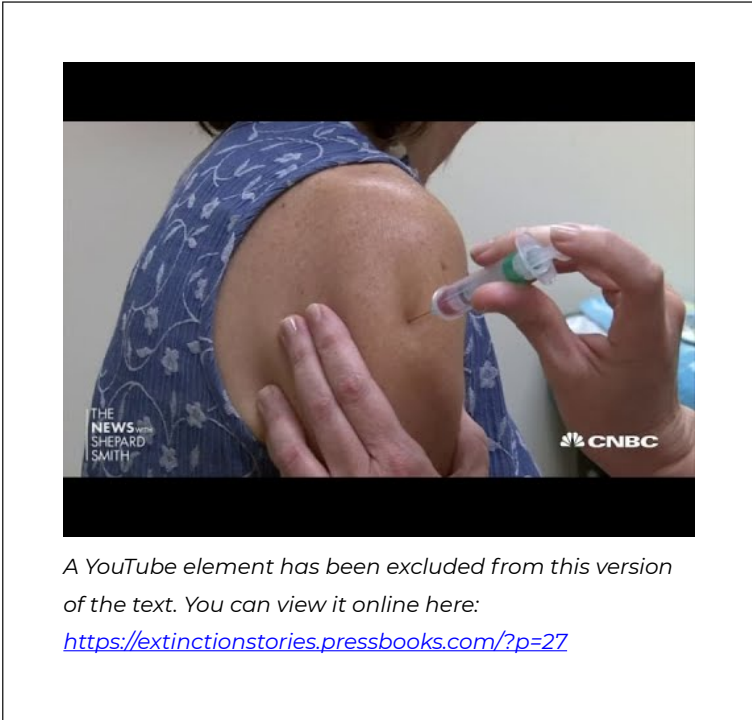 THE
NEWS WITH
SHEPARD
SMITH
CNBC
A YouTube element has been excluded from this version
of the text. You can view it online here:
https://extinctionstories.pressbooks.com/?p=27